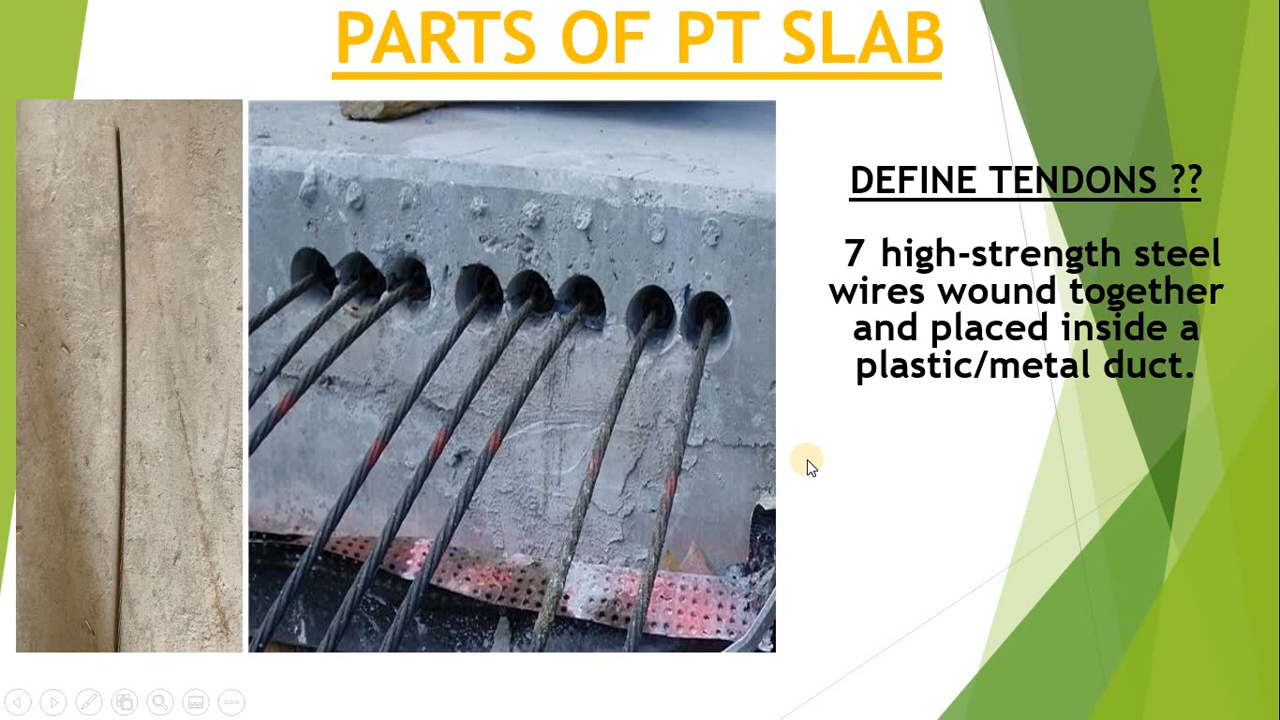 PARTS OF PT SLAB
DEFINE TENDONS ??
7 high-strength steel
wires wound together
and placed inside a
plastic/metal duct.